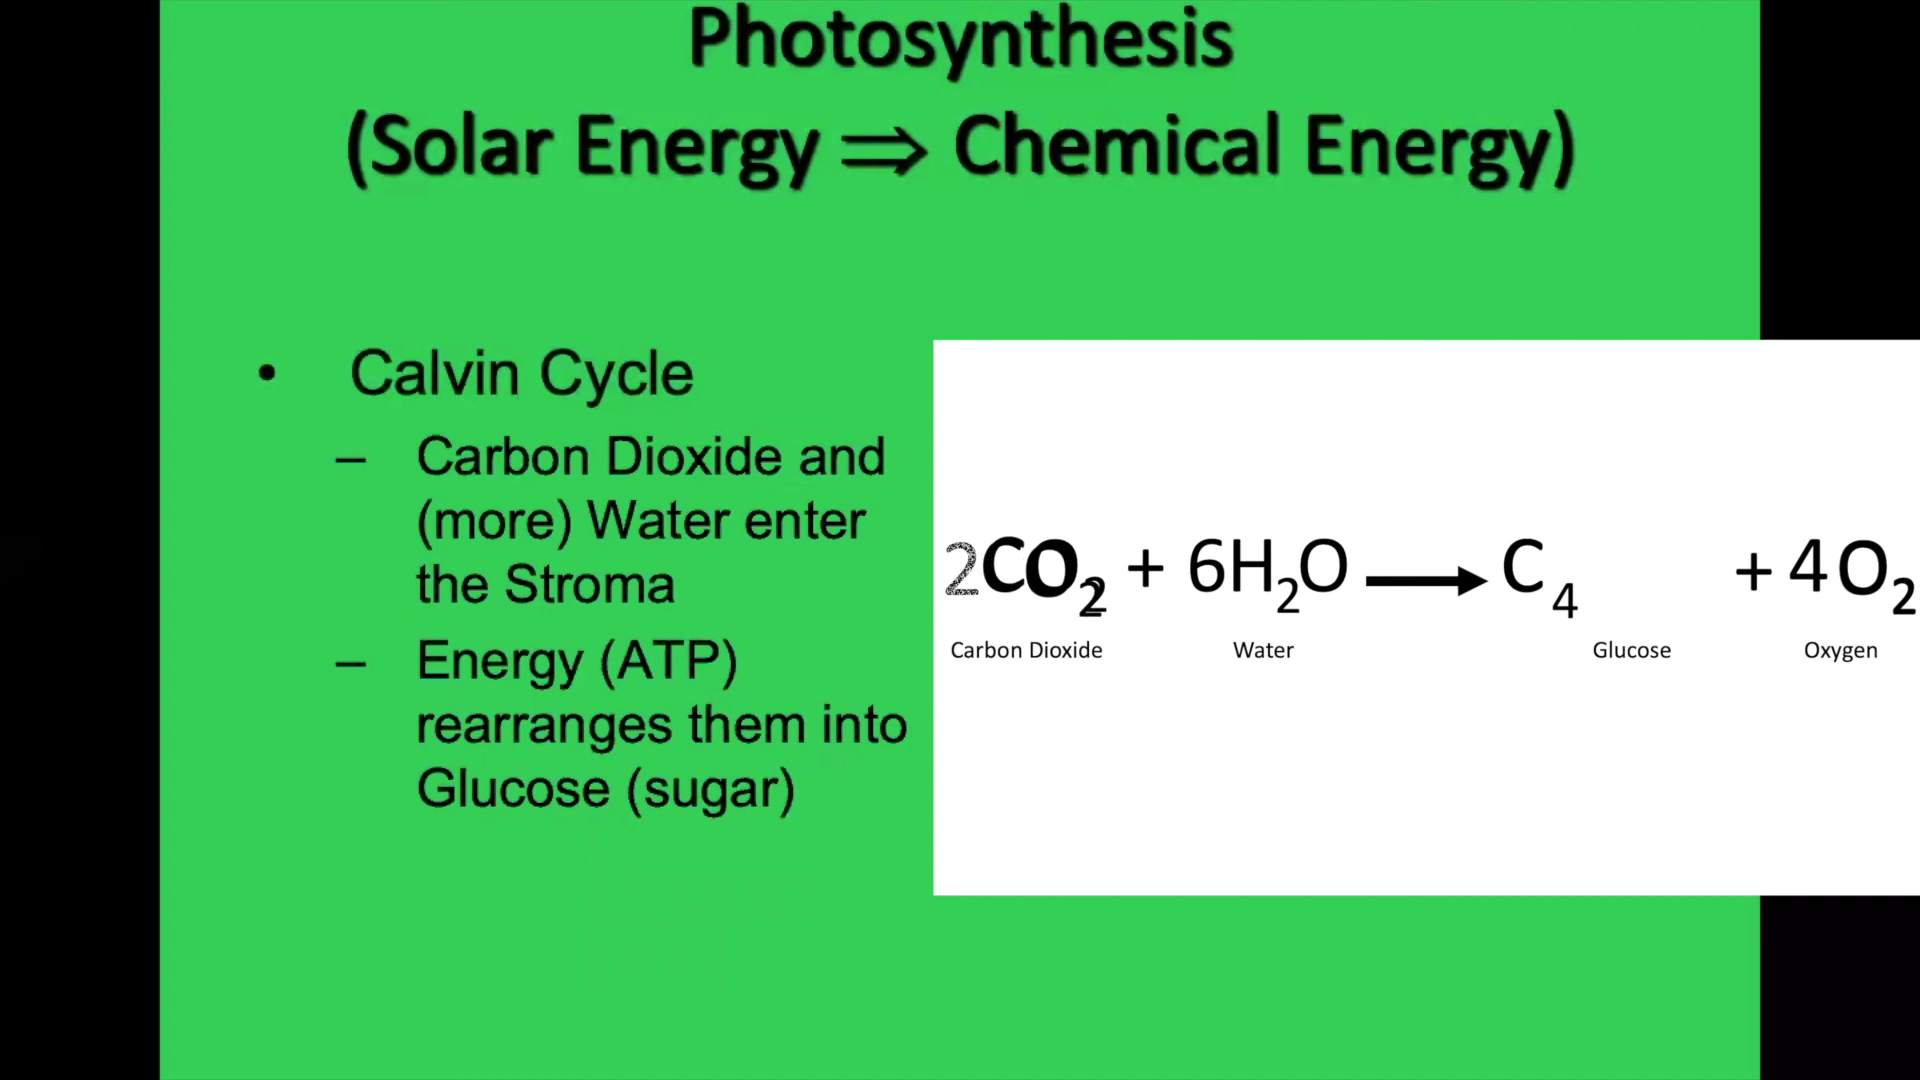 Photosynthesis
(Solar Energy ⇒ Chemical Energy)
• Calvin Cycle
– Carbon Dioxide and
(more) Water enter
the Stroma
– Energy (ATP)
rearranges them into
Glucose (sugar)
2CO₂ + 6H₂O ⟶ C₄ + 4O₂
Carbon Dioxide Water Glucose Oxygen